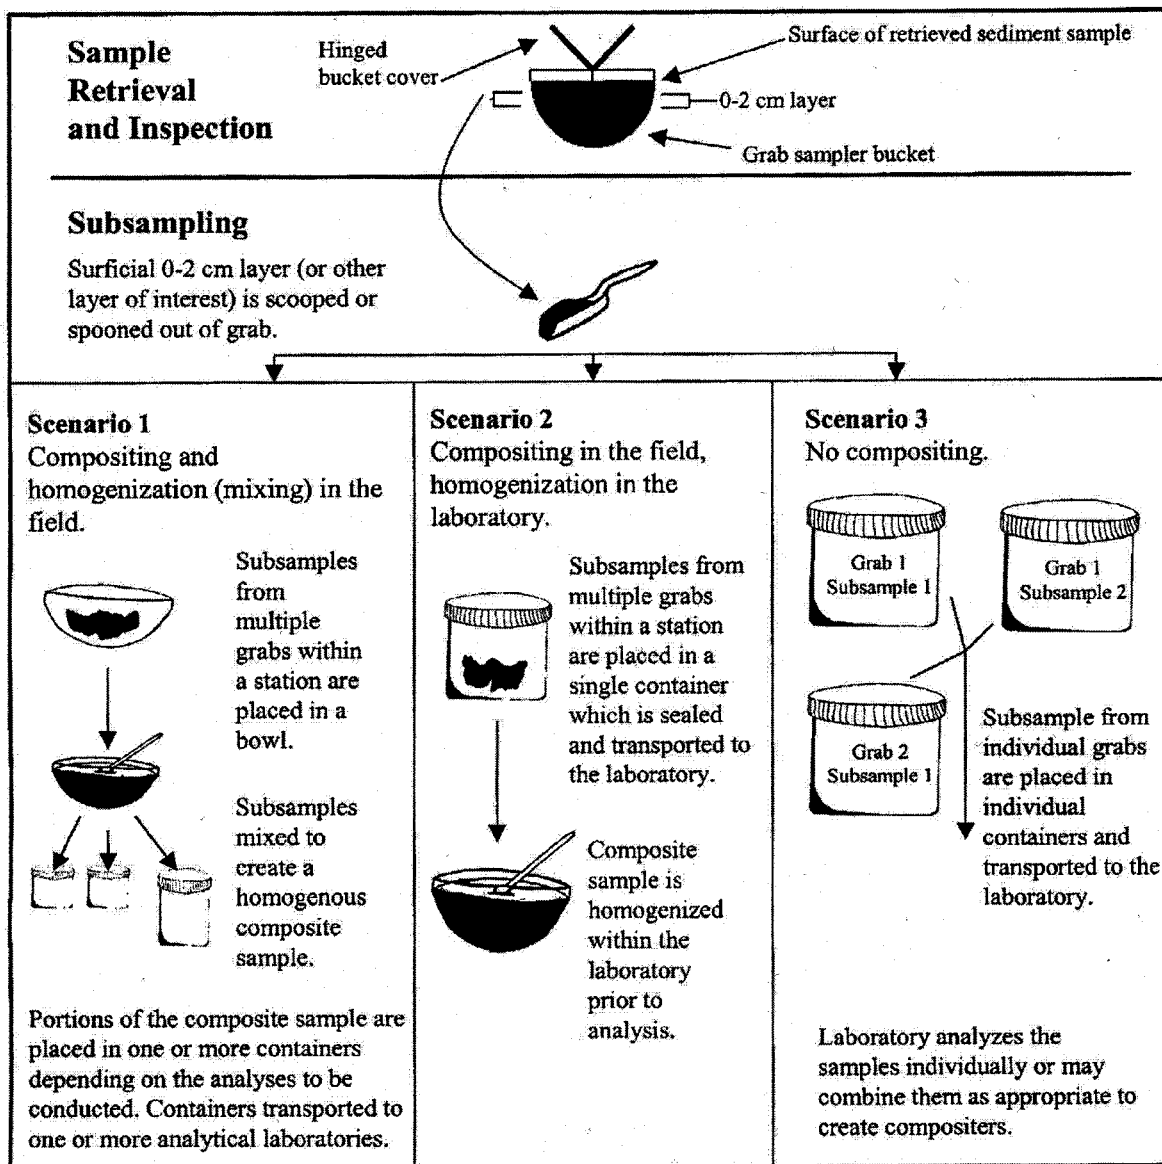 Sample
Retrieval
and Inspection
Hinged
bucket cover
Surface of retrieved sediment sample
0-2 cm layer
Grab sampler bucket
Subsampling
Surficial 0-2 cm layer (or other
layer of interest) is scooped or
spooned out of grab.
Scenario 1
Compositing and
homogenization (mixing) in the
field.
Subsamples
from
multiple
grabs within
a station are
placed in a
bowl.
Subsamples
mixed to
create a
homogenous
composite
sample.
Portions of the composite sample are
placed in one or more containers
depending on the analyses to be
conducted. Containers transported to
one or more analytical laboratories.
Scenario 2
Compositing in the field,
homogenization in the
laboratory.
Subsamples from
multiple grabs
within a station
are placed in a
single container
which is sealed
and transported to
the laboratory.
Composite
sample is
homogenized
within the
laboratory
prior to
analysis.
Scenario 3
No compositing.
Grab 1
Subsample 1
Grab 1
Subsample 2
Grab 2
Subsample 1
Subsample from
individual grabs
are placed in
individual
containers and
transported to the
laboratory.
Laboratory analyzes the
samples individually or may
combine them as appropriate to
create compositers.